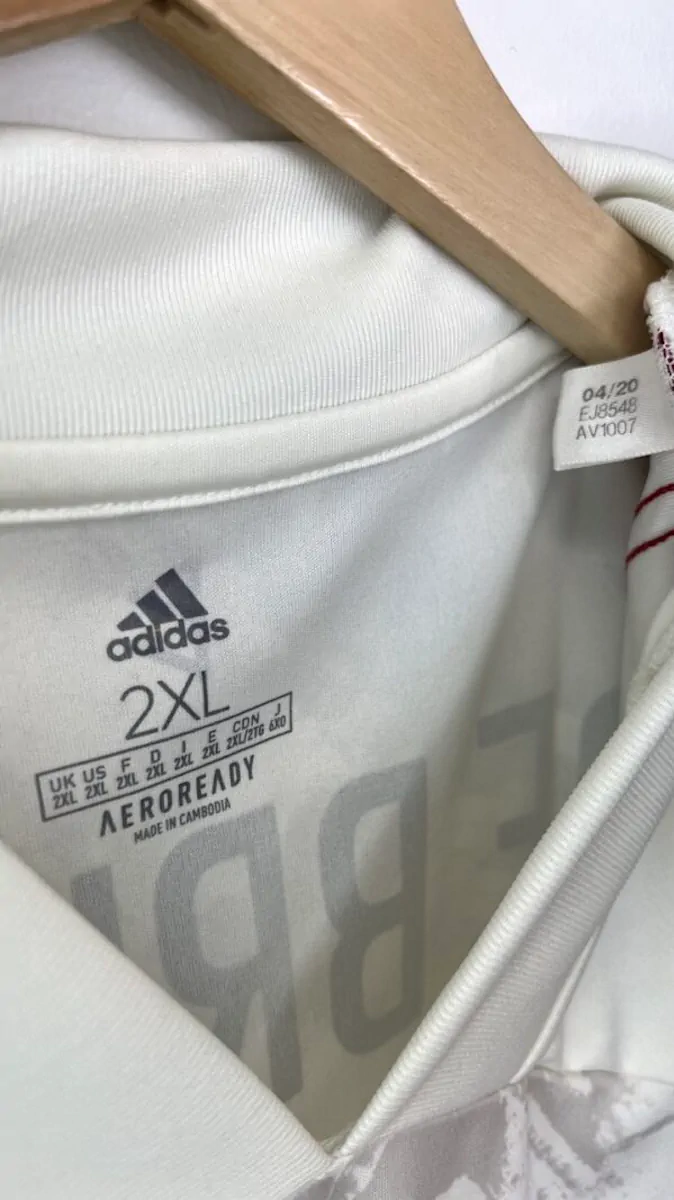 04/20
EJ8548
AV1007
adidas
2XL
UK US F D I E CON J
2XL 2XL 2XL 2XL 2XL 2XL 2XL/2TG 6XO
AEROREADY
MADE IN CAMBODIA